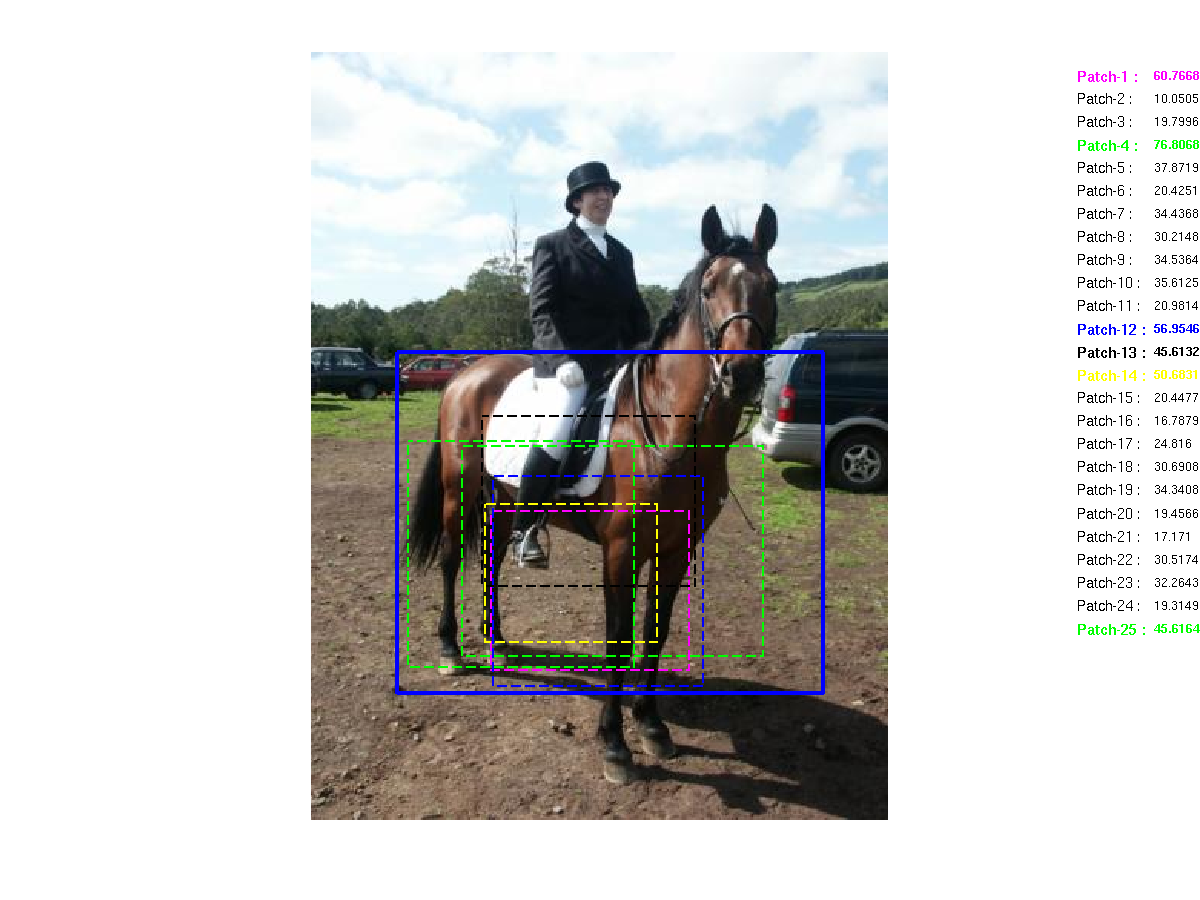 Patch-1 : 60.7668
Patch-2 : 10.0505
Patch-3 : 19.7996
Patch-4 : 76.8068
Patch-5 : 37.8719
Patch-6 : 20.4251
Patch-7 : 34.4368
Patch-8 : 30.2148
Patch-9 : 34.5364
Patch-10 : 35.6125
Patch-11 : 20.9814
Patch-12 : 56.9546
Patch-13 : 45.6132
Patch-14 : 50.6031
Patch-15 : 20.4477
Patch-16 : 16.7879
Patch-17 : 24.816
Patch-18 : 30.6908
Patch-19 : 34.3408
Patch-20 : 19.4566
Patch-21 : 17.171
Patch-22 : 30.5174
Patch-23 : 32.2643
Patch-24 : 19.3149
Patch-25 : 45.6164